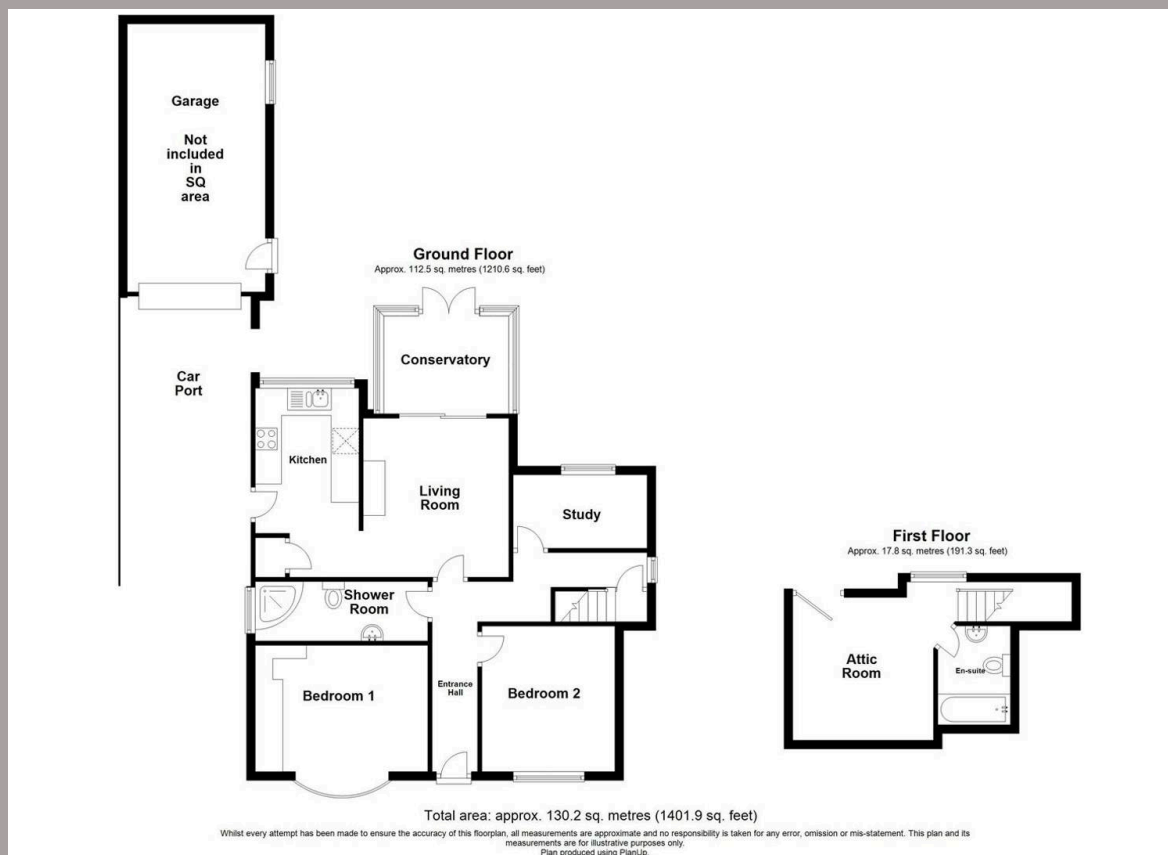 Garage
Not
included
in
SQ
area
Ground Floor
Approx. 112.5 sq. metres (1210.6 sq. feet)
Conservatory
Car
Port
Kitchen
Living
Room
Study
First Floor
Approx. 17.8 sq. metres (191.3 sq. feet)
Shower
Room
Attic
Room
En-suite
Bedroom 1
Entrance
Hall
Bedroom 2
Total area: approx. 130.2 sq. metres (1401.9 sq. feet)
Whilst every attempt has been made to ensure the accuracy of this floorplan, all measurements are approximate and no responsibility is taken for any error, omission or mis-statement. This plan and its
measurements are for illustrative purposes only.
Plan produced using PlanUp.